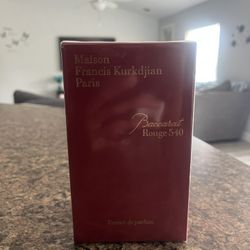 Maison
Francis Kurkdjian
Paris
Baccarat
Rouge 540
Extrait de parfum